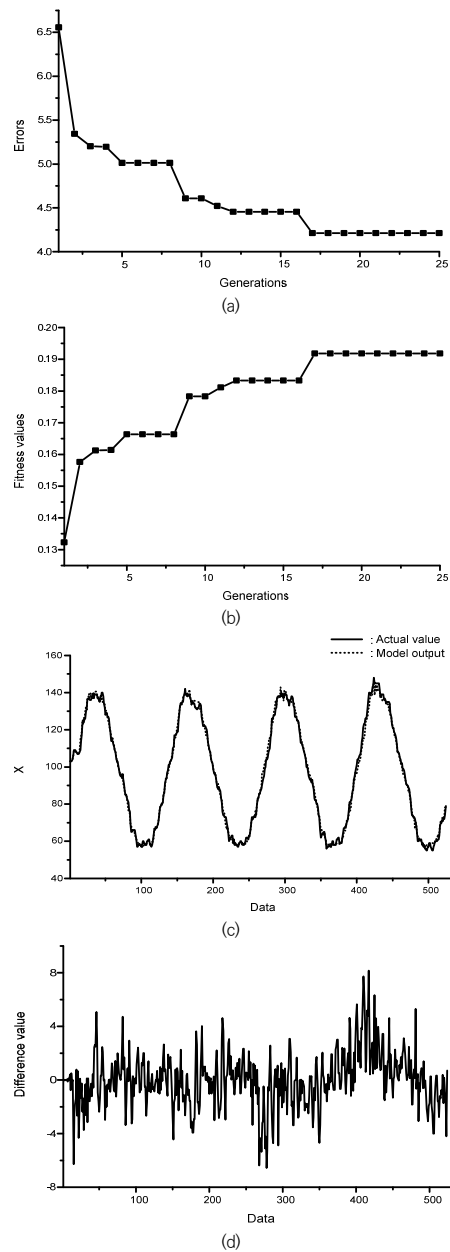 6.5
6.0
5.5
5.0
4.5
4.0
Errors
5 10 15 20 25
Generations
(a)
0.20
0.19
0.18
0.17
0.16
0.15
0.14
0.13
Fitness values
5 10 15 20 25
Generations
(b)
: Actual value
: Model output
160
140
120
100
80
60
40
X
100 200 300 400 500
Data
(c)
8
4
0
-4
-8
Difference value
100 200 300 400 500
Data
(d)